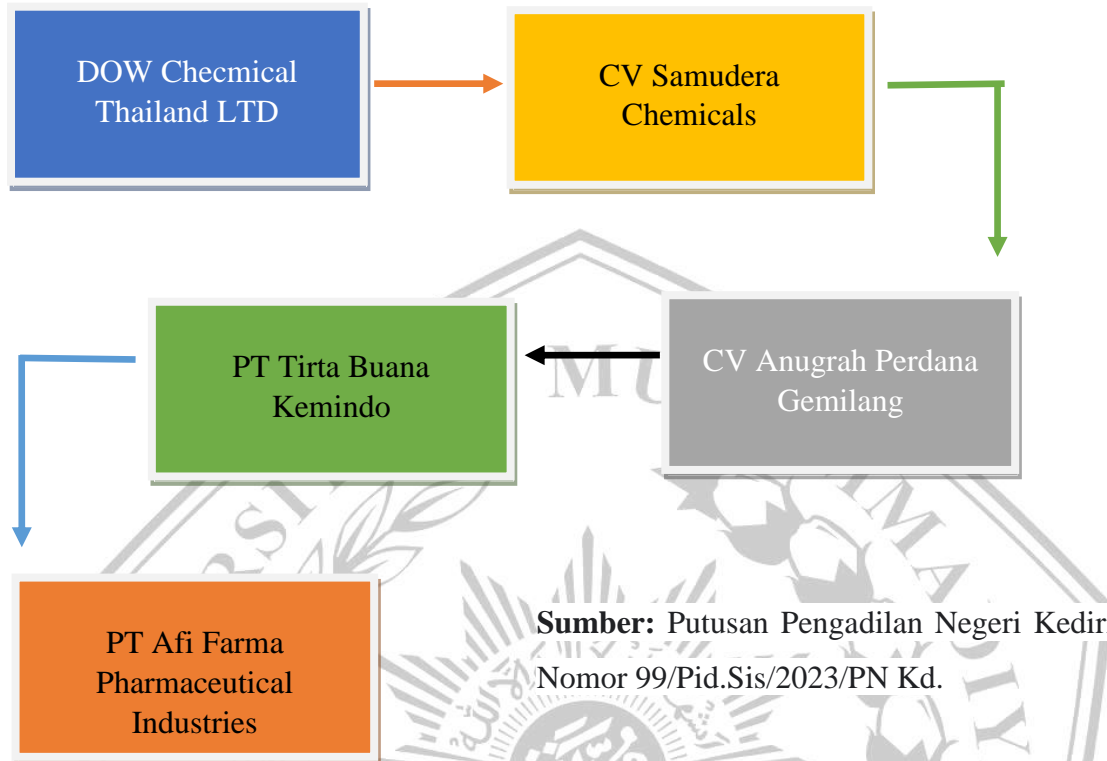 DOW Checmical
Thailand LTD
CV Samudera
Chemicals
PT Tirta Buana
Kemindo
CV Anugrah Perdana
Gemilang
PT Afi Farma
Pharmaceutical
Industries
Sumber: Putusan Pengadilan Negeri Kediri
Nomor 99/Pid.Sis/2023/PN Kd.